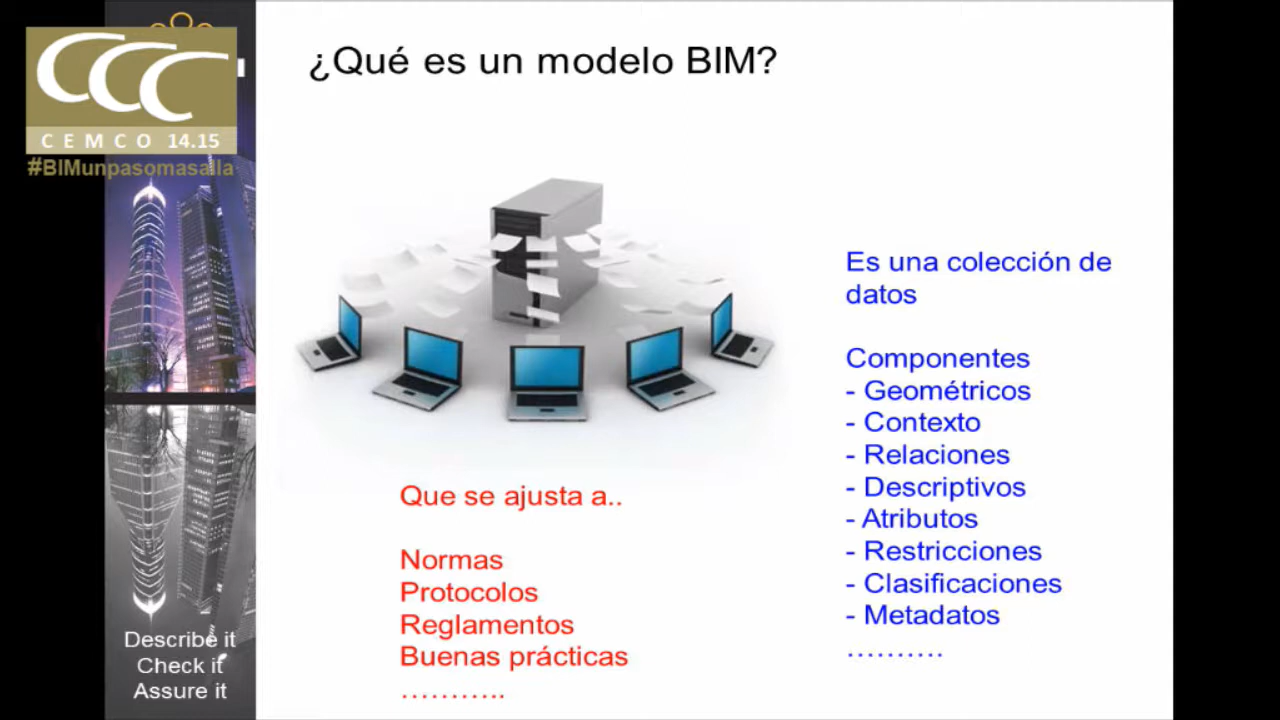 CCC
CEMCO 14.15
#BIMunpasomasalla
¿Qué es un modelo BIM?
Es una colección de
datos
Componentes
- Geométricos
- Contexto
- Relaciones
- Descriptivos
- Atributos
- Restricciones
- Clasificaciones
- Metadatos
……….
Que se ajusta a..
Normas
Protocolos
Reglamentos
Buenas prácticas
………..
Describe it
Check it
Assure it